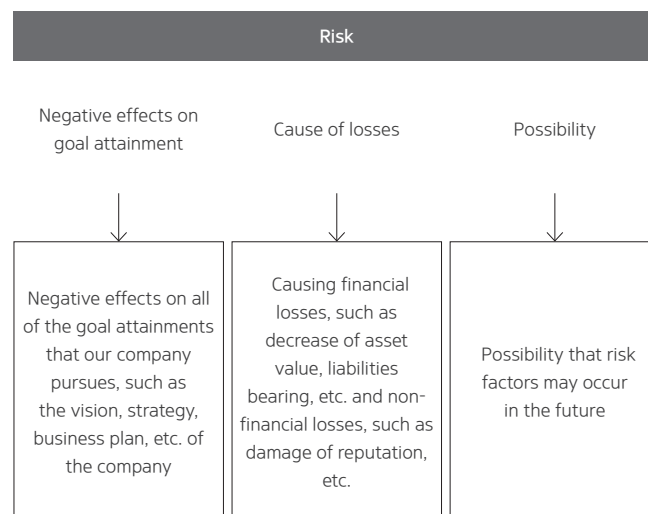 Risk
Negative effects on
goal attainment
Cause of losses
Possibility
Negative effects on all
of the goal attainments
that our company
pursues, such as
the vision, strategy,
business plan, etc. of
the company
Causing financial
losses, such as
decrease of asset
value, liabilities
bearing, etc. and non-
financial losses, such as
damage of reputation,
etc.
Possibility that risk
factors may occur
in the future